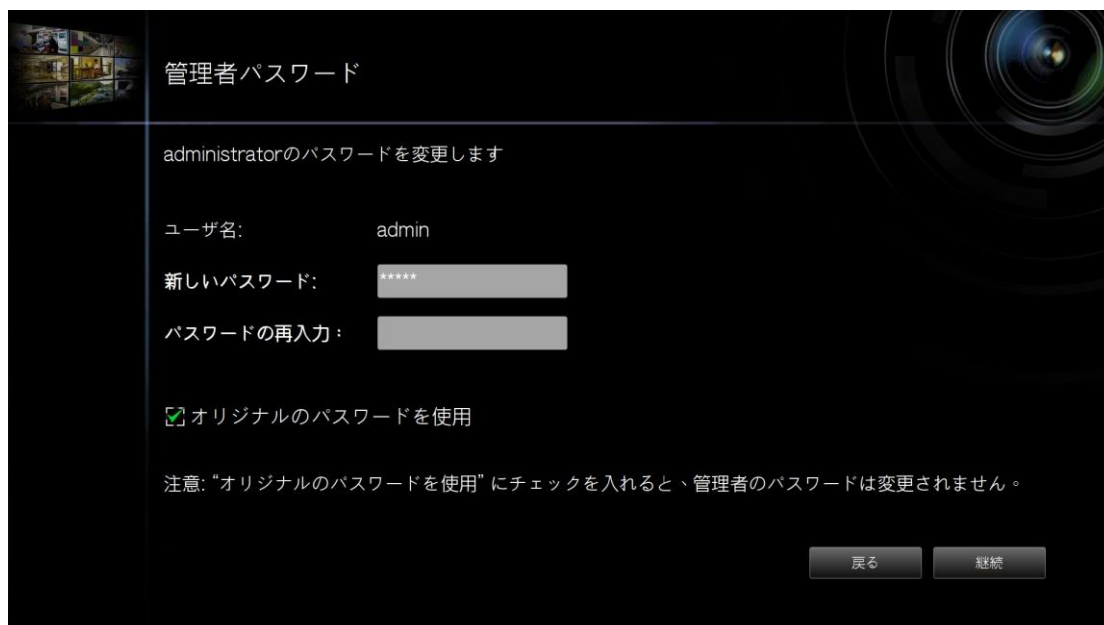 管理者パスワード
administratorのパスワードを変更します
ユーザ名: admin
新しいパスワード: *****
パスワードの再入力：
オリジナルのパスワードを使用
注意: “オリジナルのパスワードを使用” にチェックを入れると、管理者のパスワードは変更されません。
戻る 継続